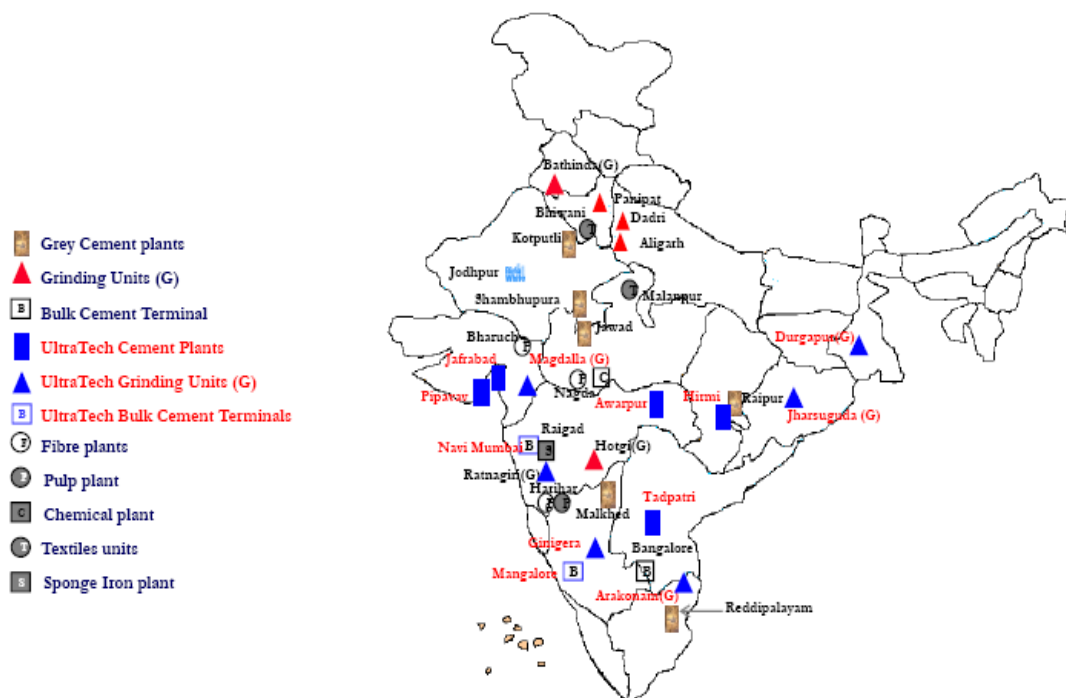 Grey Cement plants
Grinding Units (G)
B Bulk Cement Terminal
UltraTech Cement Plants
UltraTech Grinding Units (G)
B UltraTech Bulk Cement Terminals
F Fibre plants
P Pulp plant
C Chemical plant
T Textiles units
S Sponge Iron plant
Bathinda(G)
Panipat
Bhiwani T
Dadri
Kotputli
Aligarh
Jodhpur
Shambhupura
T Malanpur
Jawad
Bharuch F
Durgapur(G)
Jafrabad
Magdalla (G)
F C
Nagda
Pipavav
Awarpur
Hirmi
Raipur
Jharsuguda (G)
Raigad
Navi Mumbai B
S
Hotgi(G)
Ratnagiri(G)
Harihar
F P
Malkhed
Tadpatri
Ginigera
Bangalore
Mangalore B
B
Arakonam(G)
Reddipalayam